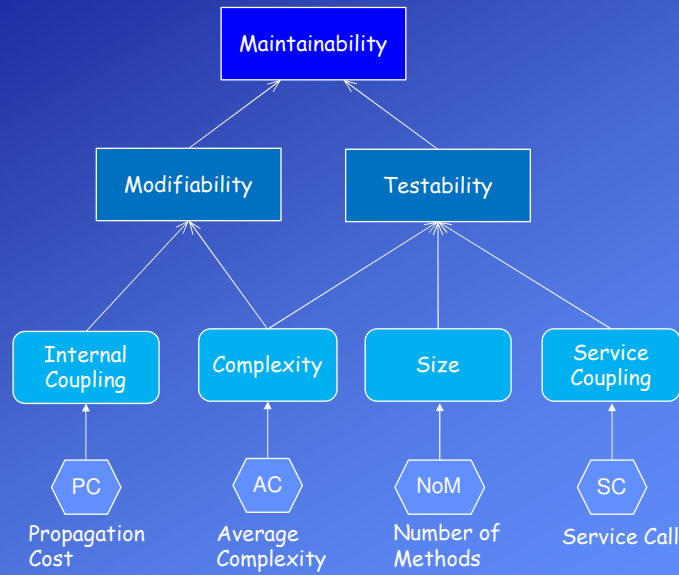 Maintainability
Modifiability
Testability
Internal
Coupling
Complexity
Size
Service
Coupling
PC
AC
NoM
SC
Propagation
Cost
Average
Complexity
Number of
Methods
Service Call